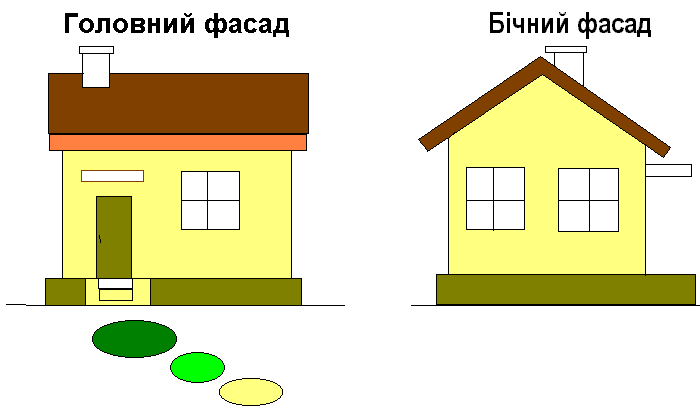 Головний фасад
Бічний фасад